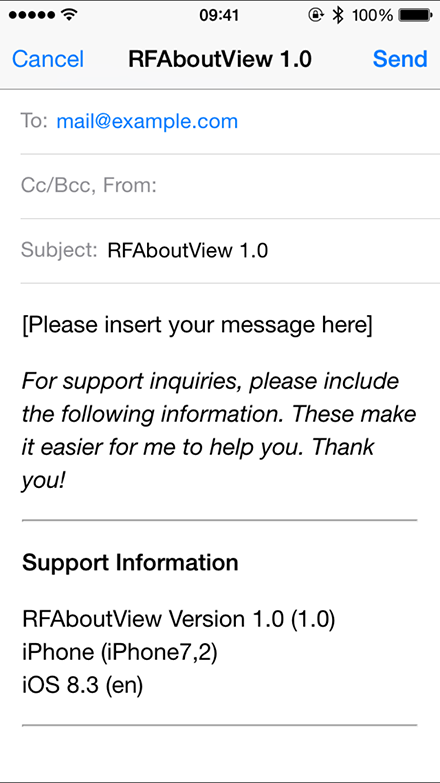 09:41 100%
Cancel RFAboutView 1.0 Send
To: mail@example.com
Cc/Bcc, From:
Subject: RFAboutView 1.0
[Please insert your message here]
For support inquiries, please include
the following information. These make
it easier for me to help you. Thank
you!
Support Information
RFAboutView Version 1.0 (1.0)
iPhone (iPhone7,2)
iOS 8.3 (en)